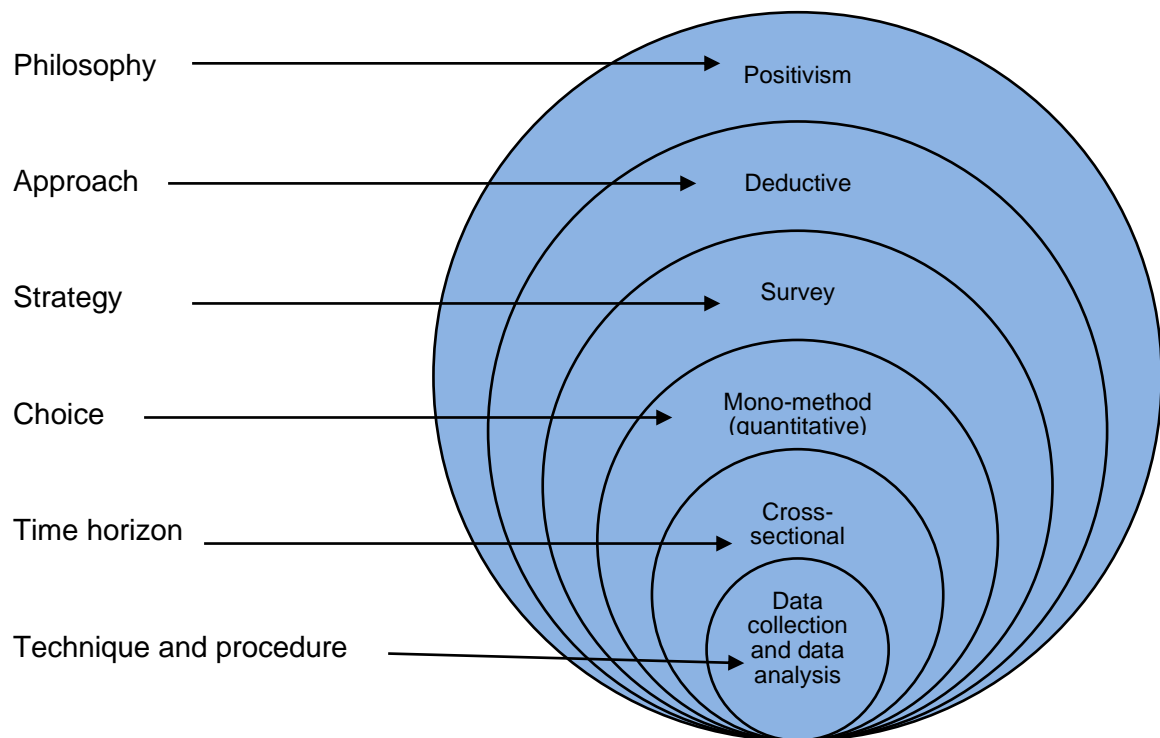 Philosophy
Positivism
Approach
Deductive
Strategy
Survey
Choice
Mono-method
(quantitative)
Time horizon
Cross-
sectional
Technique and procedure
Data
collection
and data
analysis